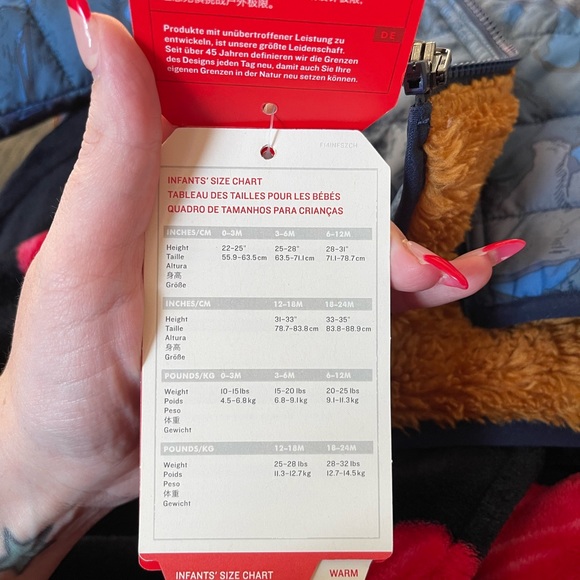 Produkte mit unübertroffener Leistung zu
entwickeln, ist unsere größte Leidenschaft.
Seit über 45 Jahren definieren wir die Grenzen
des Designs jeden Tag neu, damit auch Sie Ihre
eigenen Grenzen in der Natur neu setzen können.
DE
INFANTS' SIZE CHART
TABLEAU DES TAILLES POUR LES BÉBÉS
QUADRO DE TAMANHOS PARA CRIANÇAS
INCHES/CM 0-3M 3-6M 6-12M
Height 22-25" 25-28" 28-31"
Taille 55.9-63.5cm 63.5-71.1cm 71.1-78.7cm
Altura
身高
Größe
INCHES/CM 12-18M 18-24M
Height 31-33" 33-35"
Taille 78.7-83.8cm 83.8-88.9cm
Altura
身高
Größe
POUNDS/KG 0-3M 3-6M 6-12M
Weight 10-15lbs 15-20 lbs 20-25 lbs
Poids 4.5-6.8kg 6.8-9.1kg 9.1-11.3kg
Peso
体重
Gewicht
POUNDS/KG 12-18M 18-24M
Weight 25-28 lbs 28-32 lbs
Poids 11.3-12.7kg 12.7-14.5kg
Peso
体重
Gewicht
INFANTS' SIZE CHART WARM